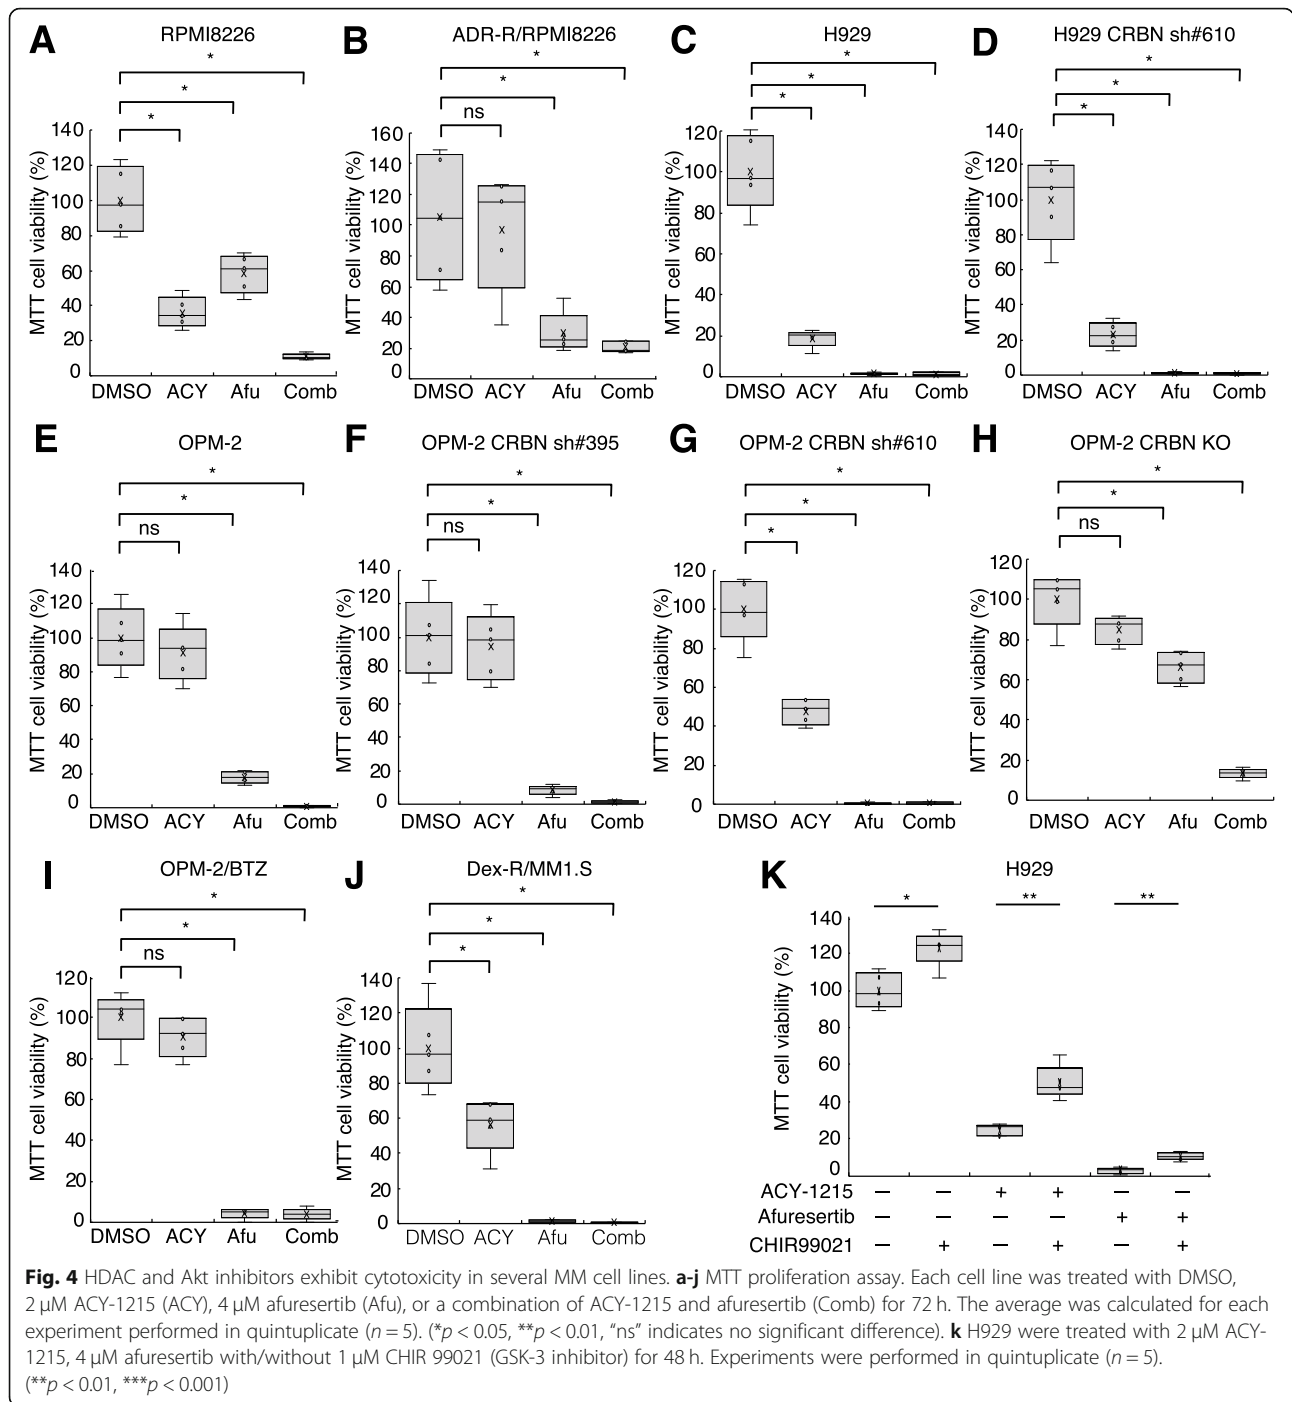 A RPMI8226
* * *
MTT cell viability (%)
140 120 100 80 60 40 20 0
DMSO ACY Afu Comb
B ADR-R/RPMI8226
* * ns
MTT cell viability (%)
160 140 120 100 80 60 40 20 0
DMSO ACY Afu Comb
C H929
* * *
MTT cell viability (%)
120 100 80 60 40 20 0
DMSO ACY Afu Comb
D H929 CRBN sh#610
* * *
MTT cell viability (%)
140 120 100 80 60 40 20 0
DMSO ACY Afu Comb
E OPM-2
* * ns
MTT cell viability (%)
140 120 100 80 60 40 20 0
DMSO ACY Afu Comb
F OPM-2 CRBN sh#395
* * ns
MTT cell viability (%)
140 120 100 80 60 40 20 0
DMSO ACY Afu Comb
G OPM-2 CRBN sh#610
* * *
MTT cell viability (%)
120 100 80 60 40 20 0
DMSO ACY Afu Comb
H OPM-2 CRBN KO
* * ns
MTT cell viability (%)
120 100 80 60 40 20 0
DMSO ACY Afu Comb
I OPM-2/BTZ
* * ns
MTT cell viability (%)
120 100 80 60 40 20 0
DMSO ACY Afu Comb
J Dex-R/MM1.S
* * *
MTT cell viability (%)
140 120 100 80 60 40 20 0
DMSO ACY Afu Comb
K H929
* ** **
MTT cell viability (%)
140 120 100 80 60 40 20 0
ACY-1215 — — + + — —
Afuresertib — — — — + +
CHIR99021 — + — + — +
Fig. 4 HDAC and Akt inhibitors exhibit cytotoxicity in several MM cell lines. a-j MTT proliferation assay. Each cell line was treated with DMSO,
2 μM ACY-1215 (ACY), 4 μM afuresertib (Afu), or a combination of ACY-1215 and afuresertib (Comb) for 72 h. The average was calculated for each
experiment performed in quintuplicate (n = 5). (*p < 0.05, **p < 0.01, “ns” indicates no significant difference). k H929 were treated with 2 μM ACY-
1215, 4 μM afuresertib with/without 1 μM CHIR 99021 (GSK-3 inhibitor) for 48 h. Experiments were performed in quintuplicate (n = 5).
(**p < 0.01, ***p < 0.001)